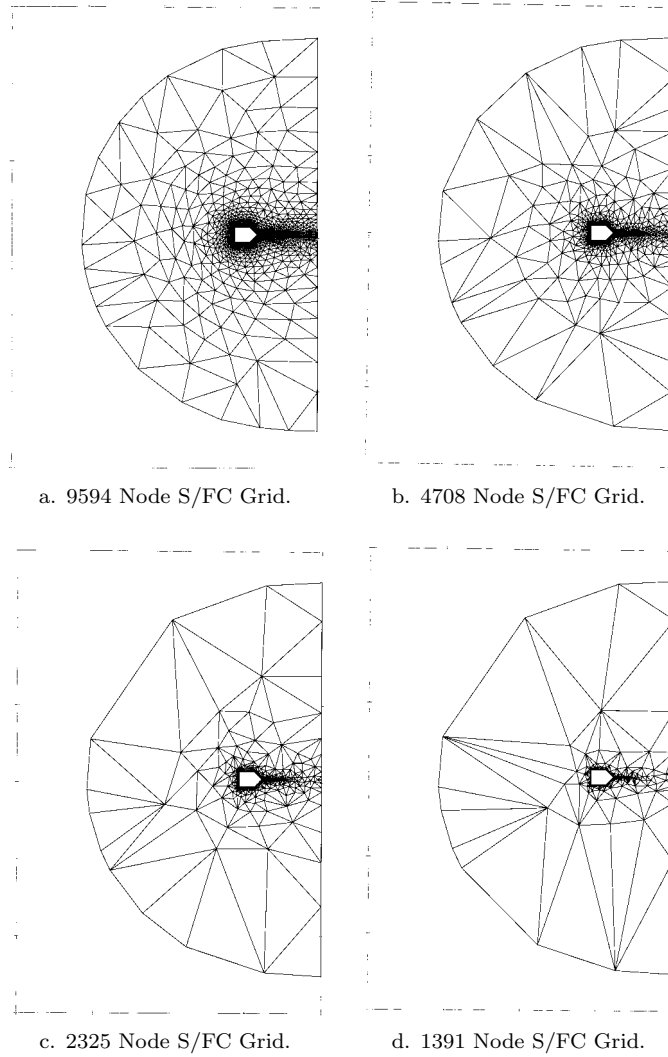 a. 9594 Node S/FC Grid.
b. 4708 Node S/FC Grid.
c. 2325 Node S/FC Grid.
d. 1391 Node S/FC Grid.